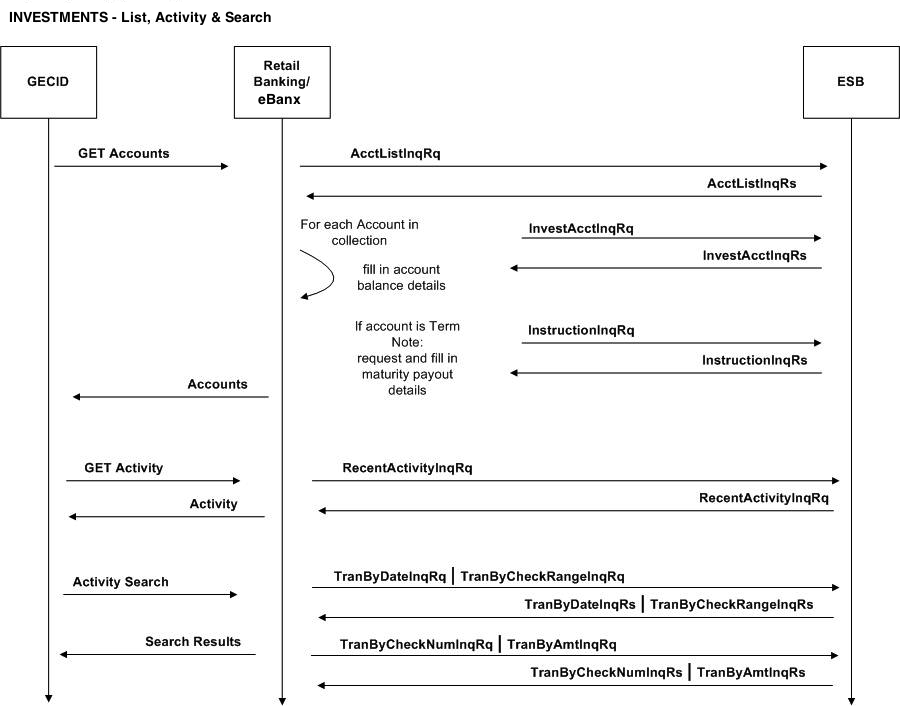 INVESTMENTS - List, Activity & Search
GECID
Retail
Banking/
eBanx
ESB
GET Accounts
AcctListInqRq
AcctListInqRs
For each Account in
collection
InvestAcctInqRq
InvestAcctInqRs
fill in account
balance details
If account is Term
Note:
request and fill in
maturity payout
details
InstructionInqRq
InstructionInqRs
Accounts
GET Activity
RecentActivityInqRq
RecentActivityInqRq
Activity
Activity Search
TranByDateInqRq | TranByCheckRangeInqRq
TranByDateInqRs | TranByCheckRangeInqRs
Search Results
TranByCheckNumInqRq | TranByAmtInqRq
TranByCheckNumInqRs | TranByAmtInqRs